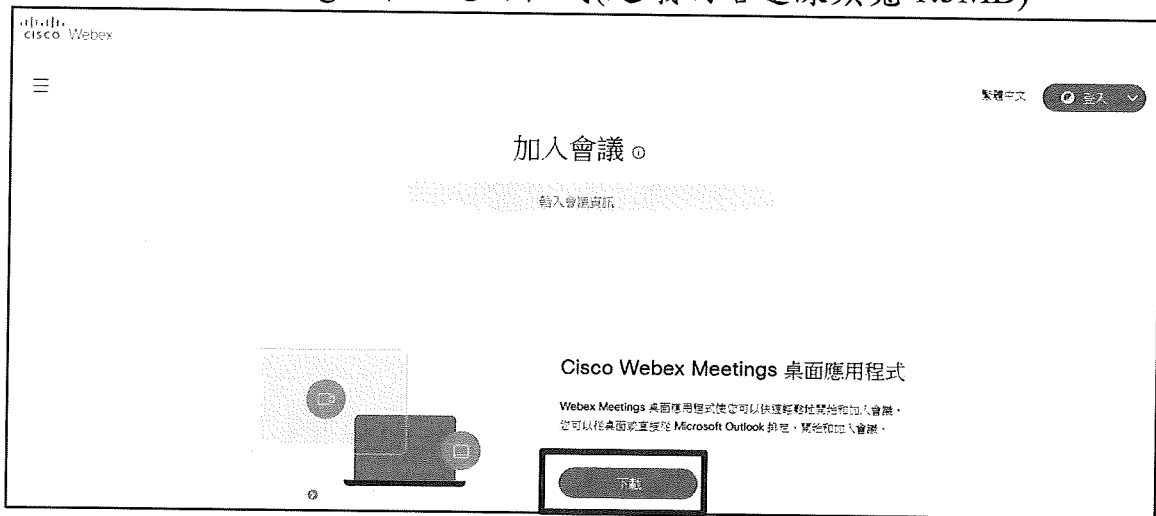 cisco Webex
繁體中文
登入
加入會議
輸入會議資訊
Cisco Webex Meetings 桌面應用程式
Webex Meetings 桌面應用程式使您可以快速輕鬆地開始和加入會議。
您可以從桌面或直接從 Microsoft Outlook 排程、開始和加入會議。
下載